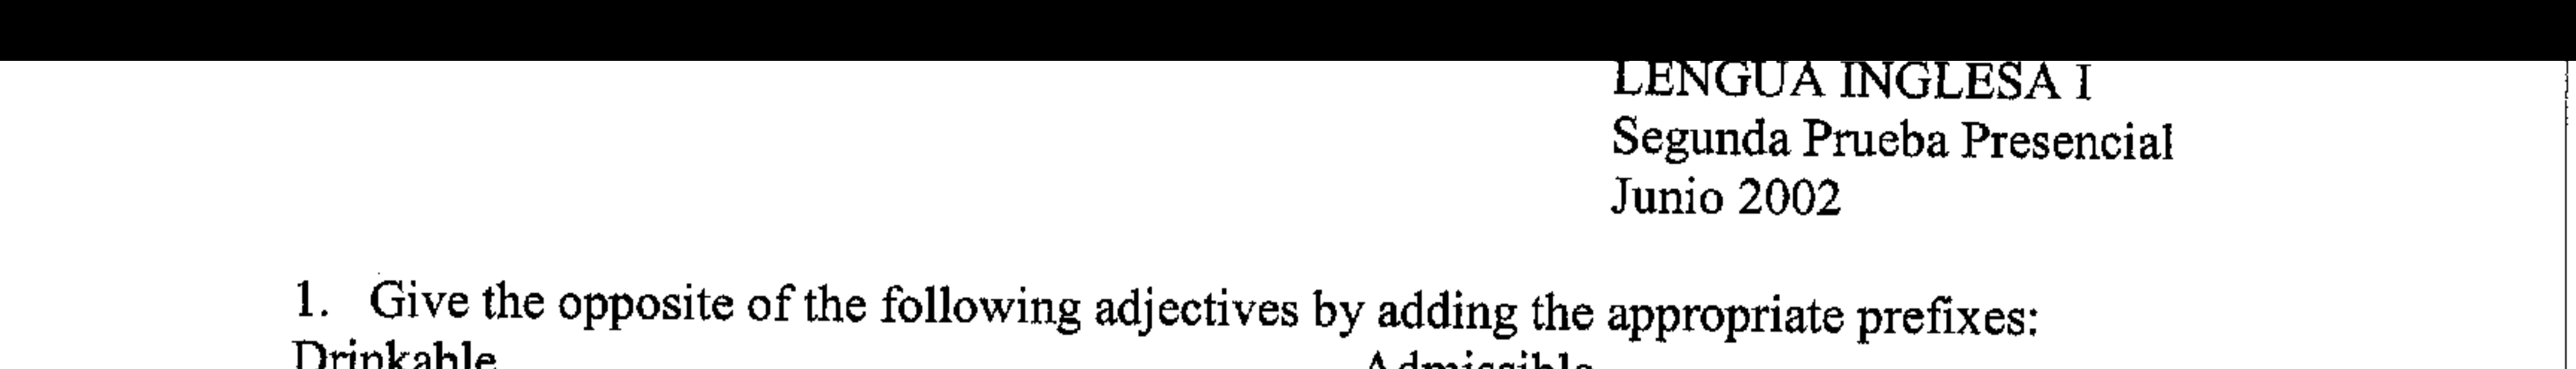 LENGUA INGLESA I
Segunda Prueba Presencial
Junio 2002
1. Give the opposite of the following adjectives by adding the appropriate prefixes:
Drinkable Admissible